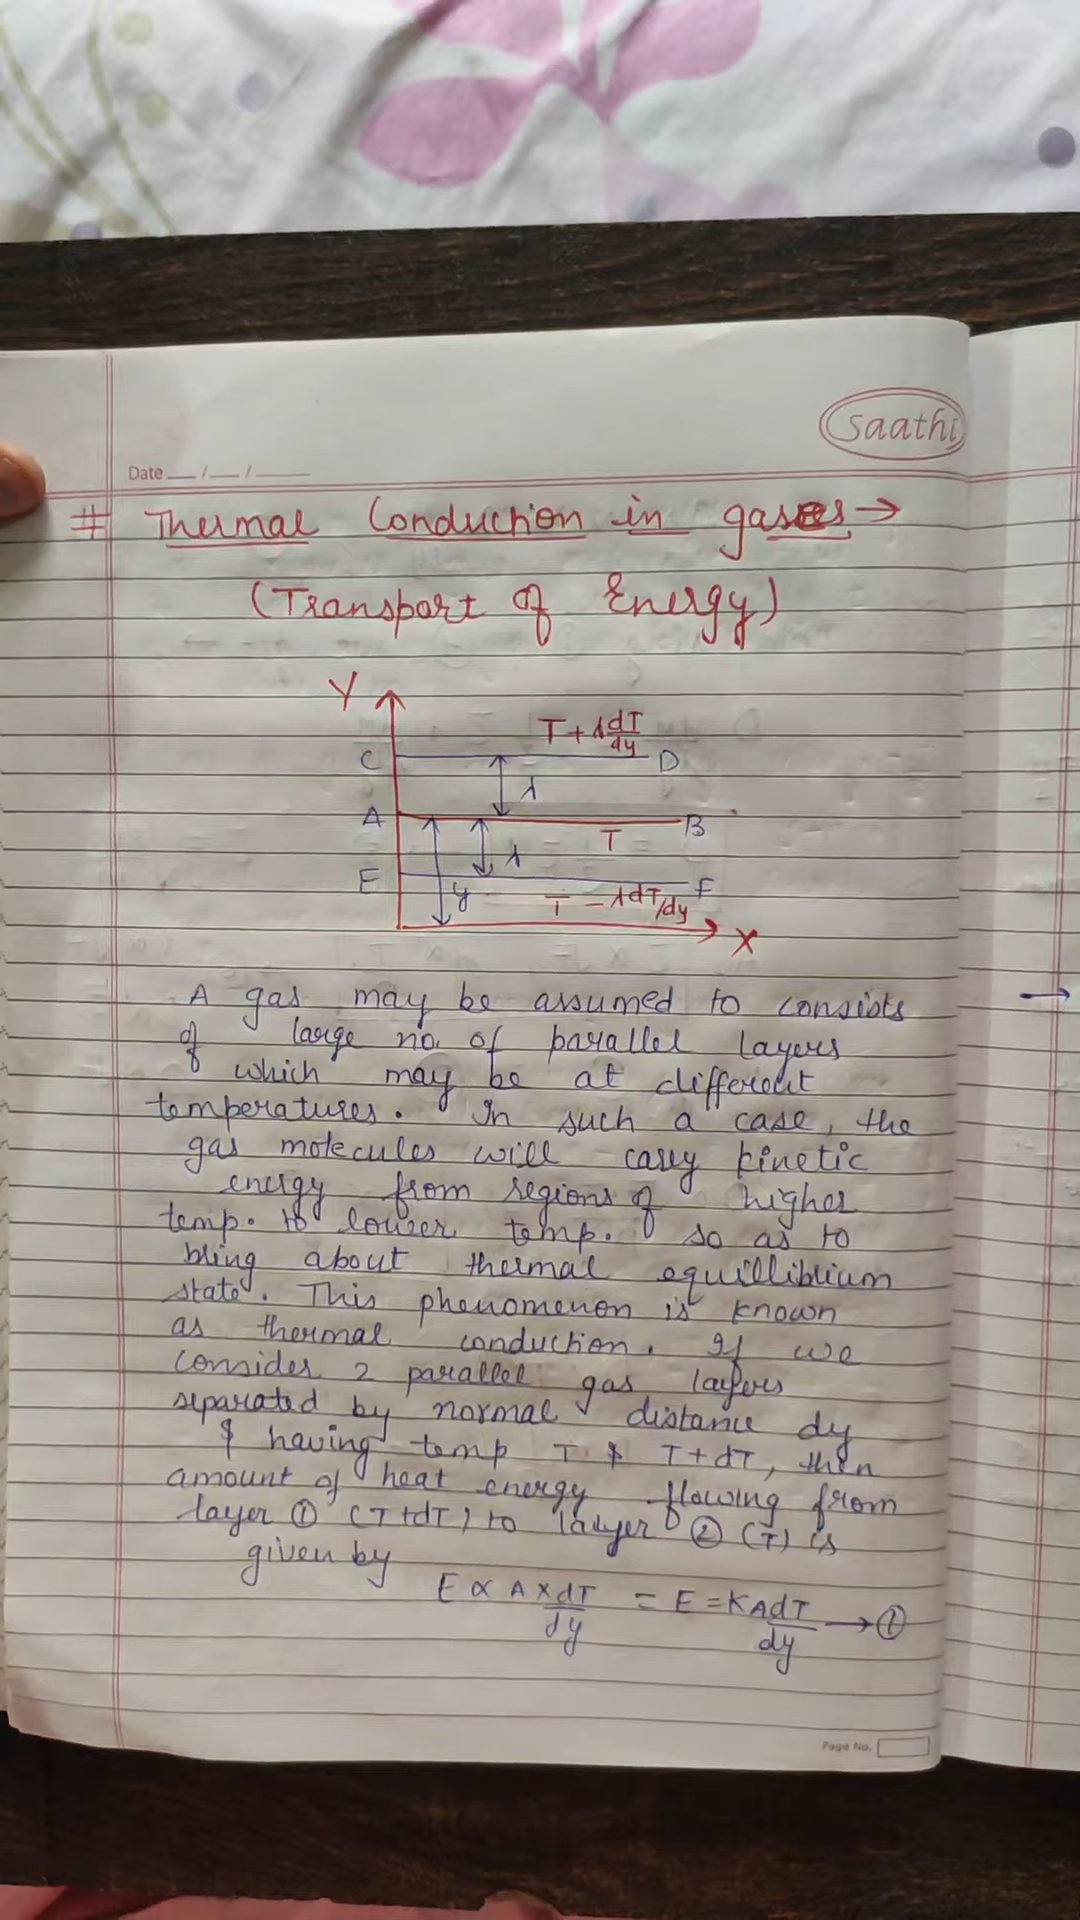 Saathi
Date __/__/____
# Thermal Conduction in gases →
(Transport of Energy)
Y
T + λ dT/dy
C D
λ
A B
T
λ
E F
y
T - λ dT/dy
X
A gas may be assumed to consists
of large no. of parallel layers
which may be at different
temperatures. In such a case, the
gas molecules will carry kinetic
energy from regions of higher
temp. to lower temp. so as to
bring about thermal equillibrium
state. This phenomenon is known
as thermal conduction. If we
consider 2 parallel gas layers
separated by normal distance dy
& having temp T & T+dT, then
amount of heat energy flowing from
layer ① (T+dT) to layer ② (T) is
given by
E ∝ A x dT/dy = E = KA dT/dy → ①
Page No.